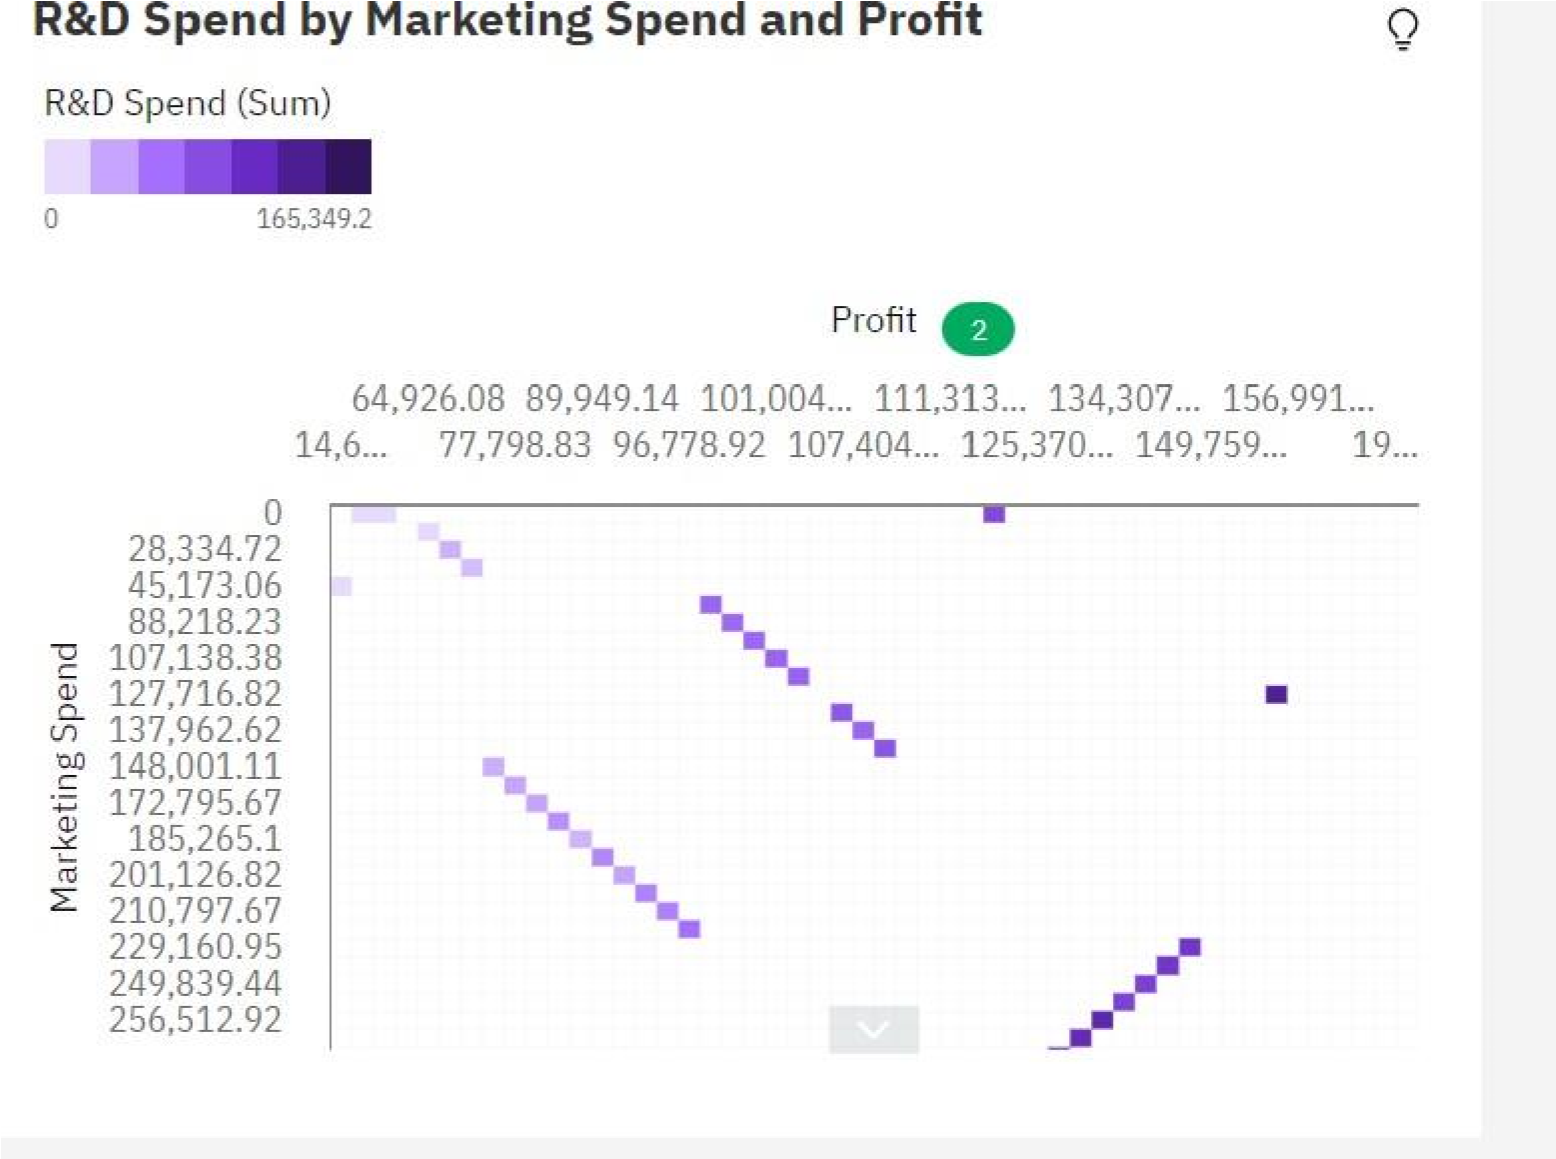 R&D Spend by Marketing Spend and Profit
R&D Spend (Sum)
0 165,349.2
Profit 2
64,926.08 89,949.14 101,004... 111,313... 134,307... 156,991...
14,6... 77,798.83 96,778.92 107,404... 125,370... 149,759... 19...
Marketing Spend
0
28,334.72
45,173.06
88,218.23
107,138.38
127,716.82
137,962.62
148,001.11
172,795.67
185,265.1
201,126.82
210,797.67
229,160.95
249,839.44
256,512.92